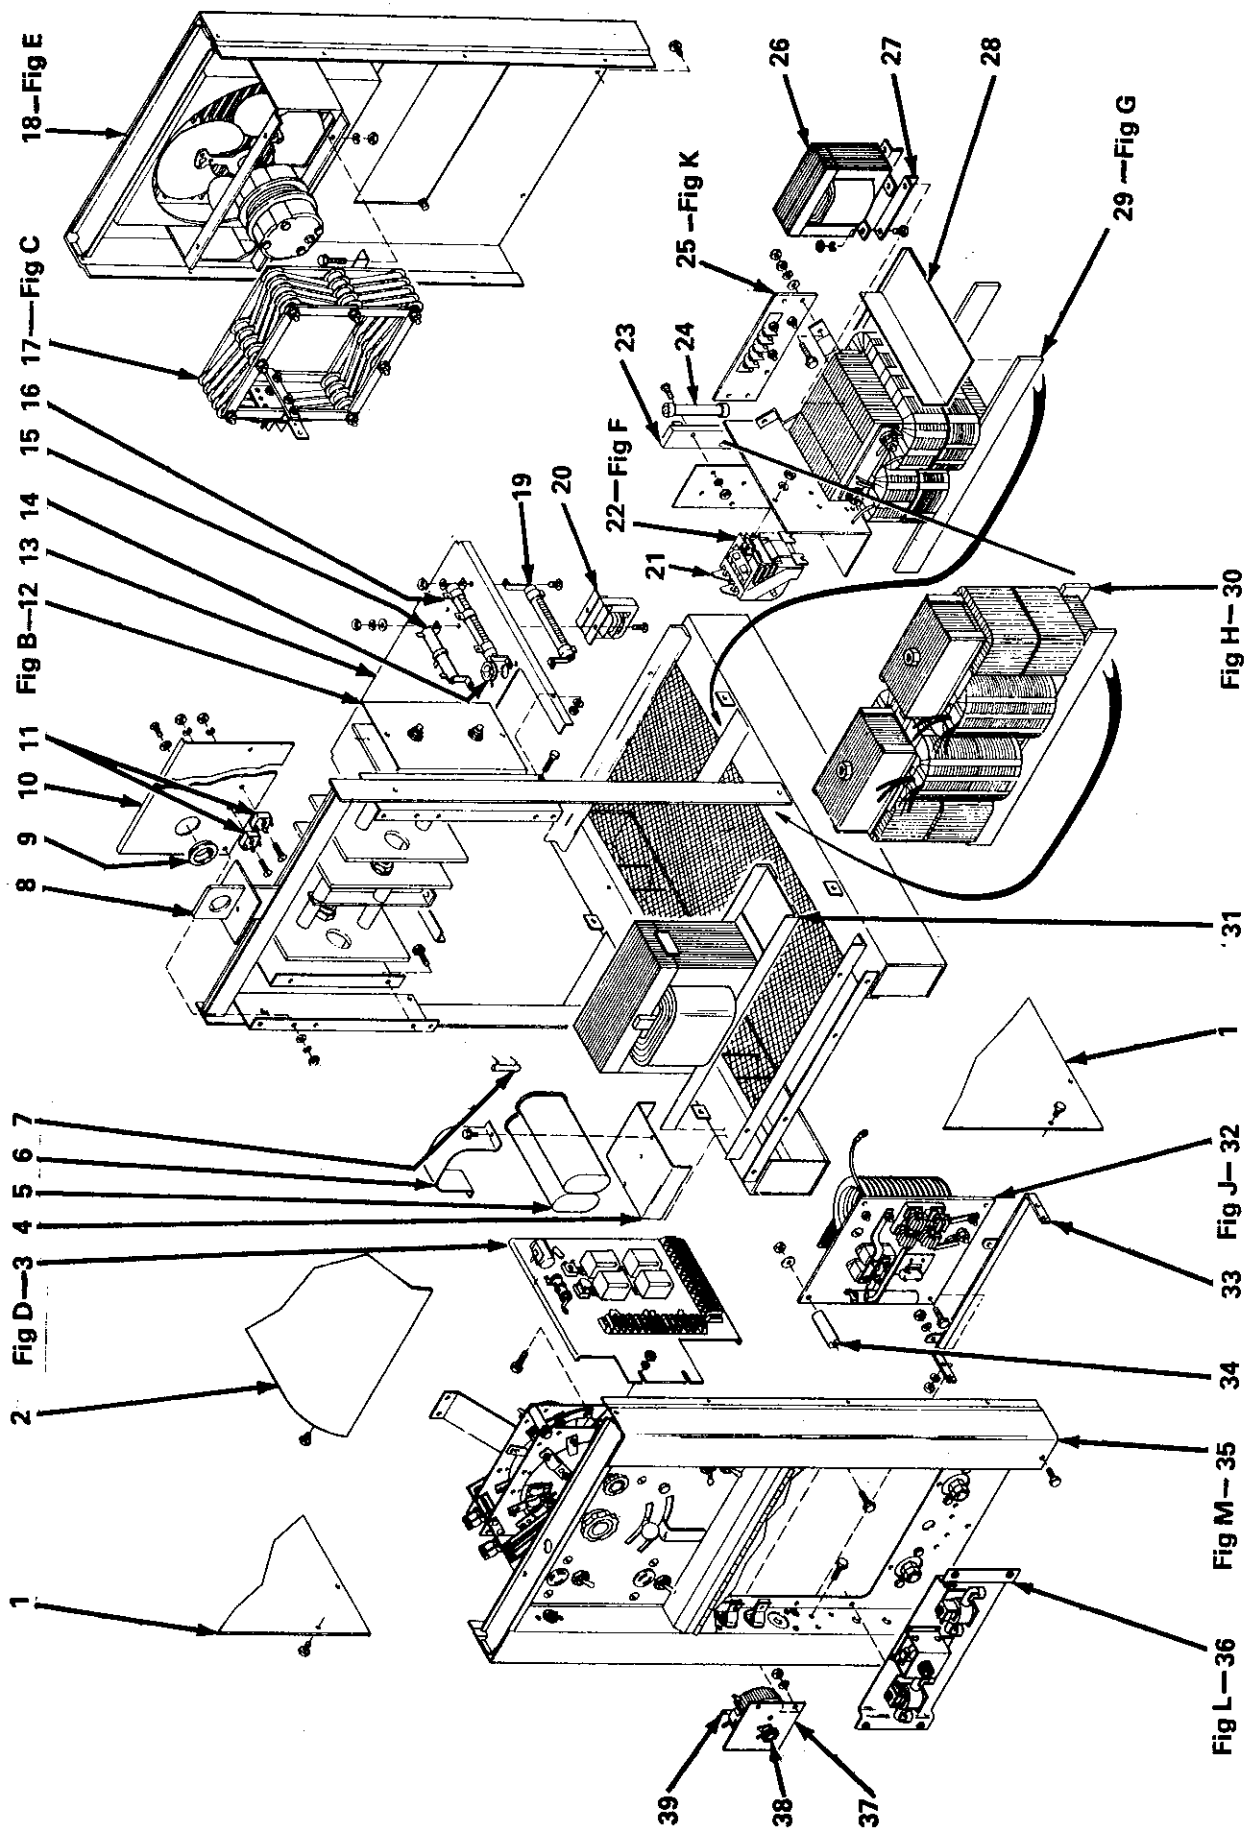 1
2
Fig D—3
4
5
6
7
8
9
10
11
Fig B—12
13
14
15
16
17—Fig C
18—Fig E
19
20
21
22—Fig F
23
24
25—Fig K
26
27
28
29—Fig G
Fig H—30
31
1
Fig J—32
33
34
Fig M—35
Fig L—36
37
38
39